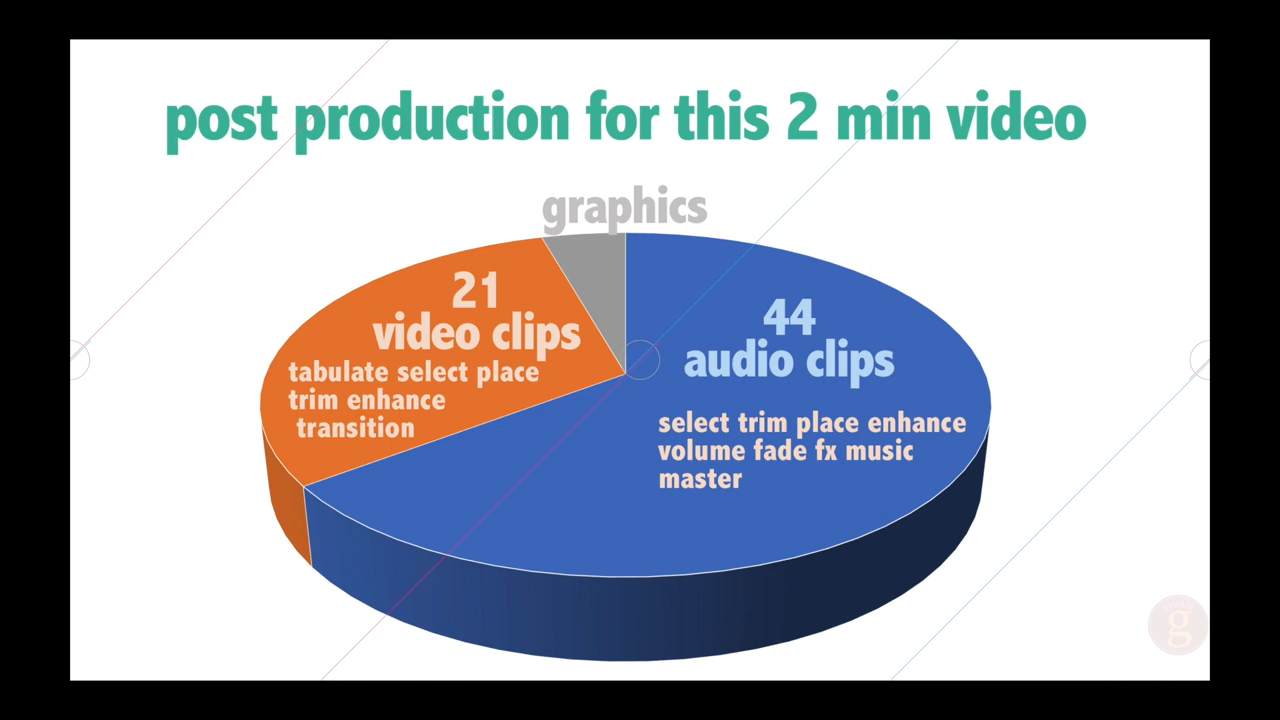 post production for this 2 min video
graphics
21
video clips
tabulate select place
trim enhance
transition
44
audio clips
select trim place enhance
volume fade fx music
master
g